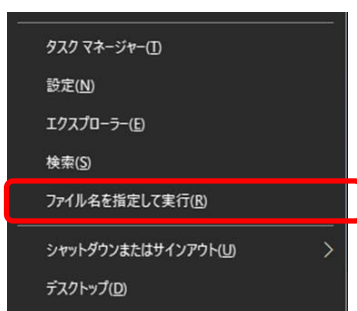 タスク マネージャー(T)
設定(N)
エクスプローラー(E)
検索(S)
ファイル名を指定して実行(R)
シャットダウンまたはサインアウト(U)
デスクトップ(D)